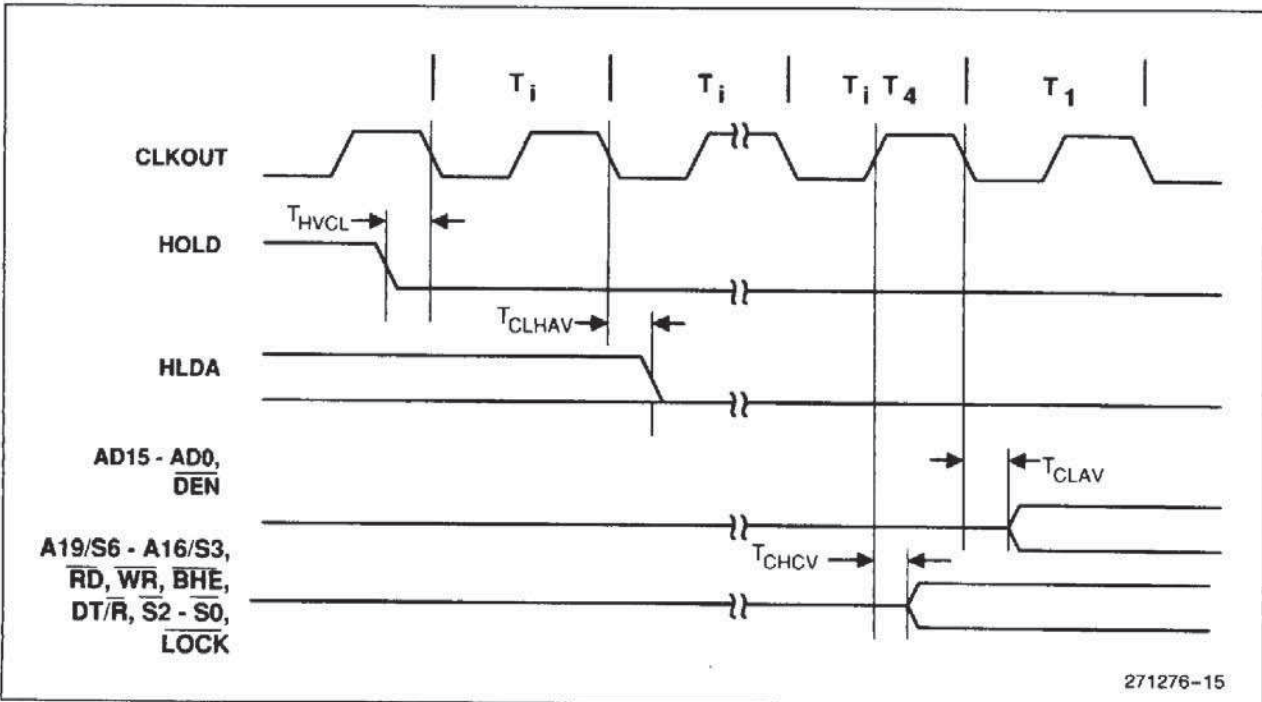 Ti Ti Ti T4 T1
CLKOUT
THVCL
HOLD
TCLHAV
HLDA
AD15 - AD0,
DEN
TCLAV
A19/S6 - A16/S3,
RD, WR, BHE,
DT/R, S2 - S0,
LOCK
TCHCV
271276-15